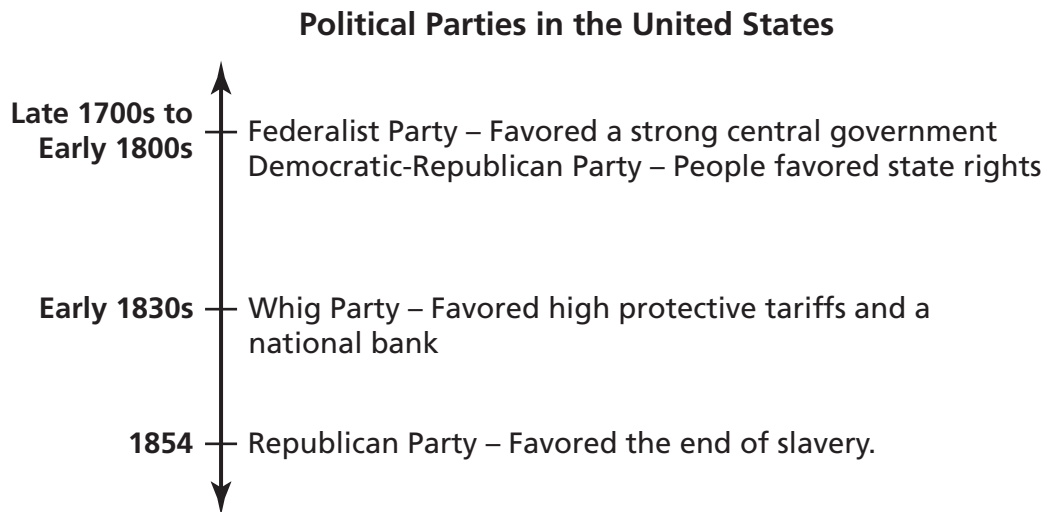 Political Parties in the United States
Late 1700s to
Early 1800s
Federalist Party – Favored a strong central government
Democratic-Republican Party – People favored state rights
Early 1830s
Whig Party – Favored high protective tariffs and a
national bank
1854
Republican Party – Favored the end of slavery.